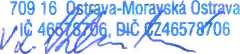 709 16 Ostrava-Moravská Ostrava
IČ 46578706, DIČ CZ46578706